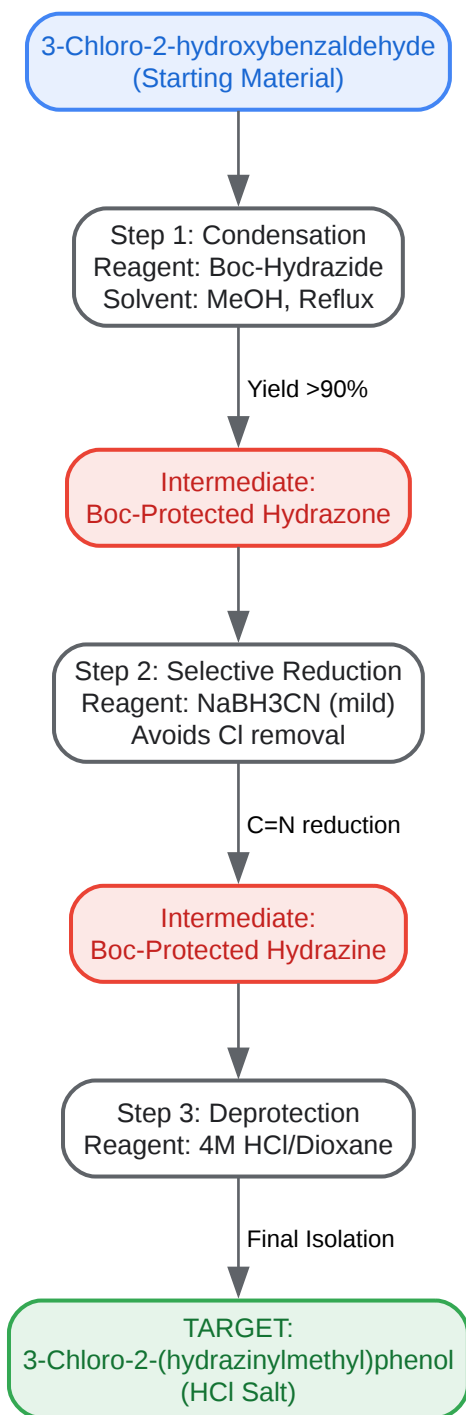 3-Chloro-2-hydroxybenzaldehyde
(Starting Material)
Step 1: Condensation
Reagent: Boc-Hydrazide
Solvent: MeOH, Reflux
Yield >90%
Intermediate:
Boc-Protected Hydrazone
Step 2: Selective Reduction
Reagent: NaBH3CN (mild)
Avoids Cl removal
C=N reduction
Intermediate:
Boc-Protected Hydrazine
Step 3: Deprotection
Reagent: 4M HCl/Dioxane
Final Isolation
TARGET:
3-Chloro-2-(hydrazinylmethyl)phenol
(HCl Salt)